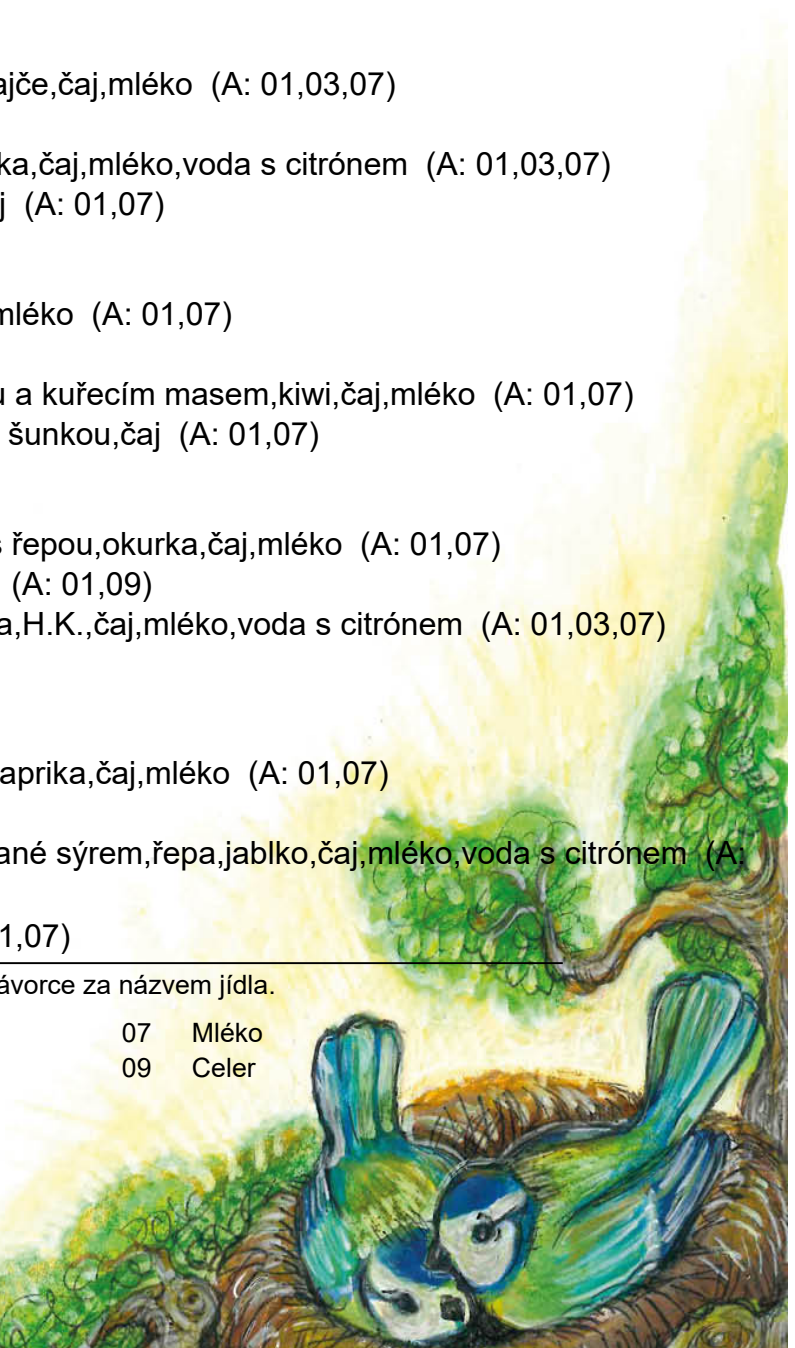 ajče,čaj,mléko (A: 01,03,07)
ka,čaj,mléko,voda s citrónem (A: 01,03,07)
j (A: 01,07)
mléko (A: 01,07)
u a kuřecím masem,kiwi,čaj,mléko (A: 01,07)
šunkou,čaj (A: 01,07)
s řepou,okurka,čaj,mléko (A: 01,07)
(A: 01,09)
a,H.K.,čaj,mléko,voda s citrónem (A: 01,03,07)
aprika,čaj,mléko (A: 01,07)
ané sýrem,řepa,jablko,čaj,mléko,voda s citrónem (A:
1,07)
ávorce za názvem jídla.
07 Mléko
09 Celer